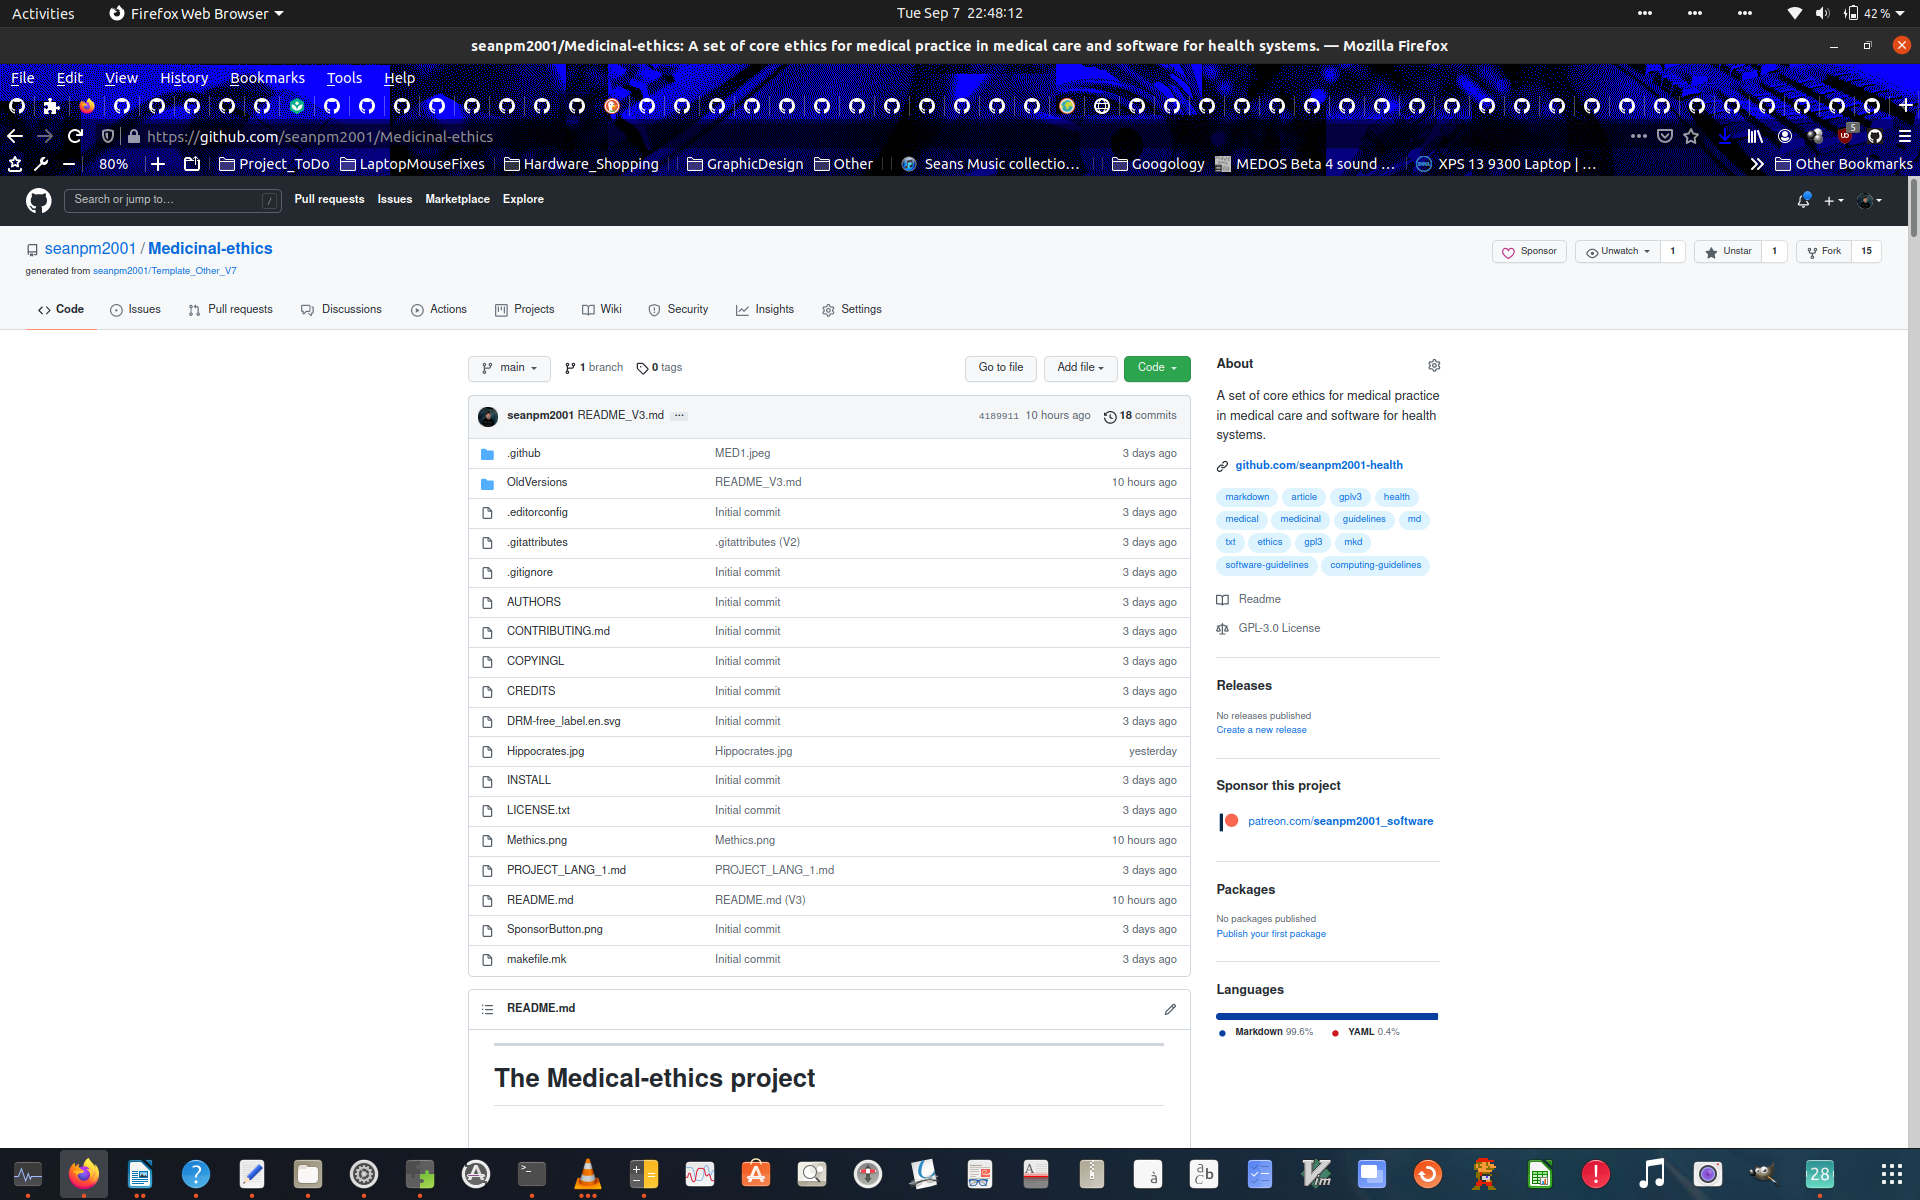 Activities
Firefox Web Browser
Tue Sep 7 22:48:12
42 %
seanpm2001/Medicinal-ethics: A set of core ethics for medical practice in medical care and software for health systems. — Mozilla Firefox
File Edit View History Bookmarks Tools Help
https://github.com/seanpm2001/Medicinal-ethics
5
80%
Project_ToDo LaptopMouseFixes Hardware_Shopping GraphicDesign Other Seans Music collectio… Googology MEDOS Beta 4 sound … XPS 13 9300 Laptop | … Other Bookmarks
Search or jump to… /
Pull requests Issues Marketplace Explore
seanpm2001 / Medicinal-ethics
generated from seanpm2001/Template_Other_V7
Sponsor Unwatch 1 Unstar 1 Fork 15
Code Issues Pull requests Discussions Actions Projects Wiki Security Insights Settings
main 1 branch 0 tags Go to file Add file Code
seanpm2001 README_V3.md ··· 4189911 10 hours ago 18 commits
.github MED1.jpeg 3 days ago
OldVersions README_V3.md 10 hours ago
.editorconfig Initial commit 3 days ago
.gitattributes .gitattributes (V2) 3 days ago
.gitignore Initial commit 3 days ago
AUTHORS Initial commit 3 days ago
CONTRIBUTING.md Initial commit 3 days ago
COPYINGL Initial commit 3 days ago
CREDITS Initial commit 3 days ago
DRM-free_label.en.svg Initial commit 3 days ago
Hippocrates.jpg Hippocrates.jpg yesterday
INSTALL Initial commit 3 days ago
LICENSE.txt Initial commit 3 days ago
Methics.png Methics.png 10 hours ago
PROJECT_LANG_1.md PROJECT_LANG_1.md 3 days ago
README.md README.md (V3) 10 hours ago
SponsorButton.png Initial commit 3 days ago
makefile.mk Initial commit 3 days ago
README.md
The Medical-ethics project
About
A set of core ethics for medical practice
in medical care and software for health
systems.
github.com/seanpm2001-health
markdown article gplv3 health
medical medicinal guidelines md
txt ethics gpl3 mkd
software-guidelines computing-guidelines
Readme
GPL-3.0 License
Releases
No releases published
Create a new release
Sponsor this project
patreon.com/seanpm2001_software
Packages
No packages published
Publish your first package
Languages
Markdown 99.6% YAML 0.4%
28